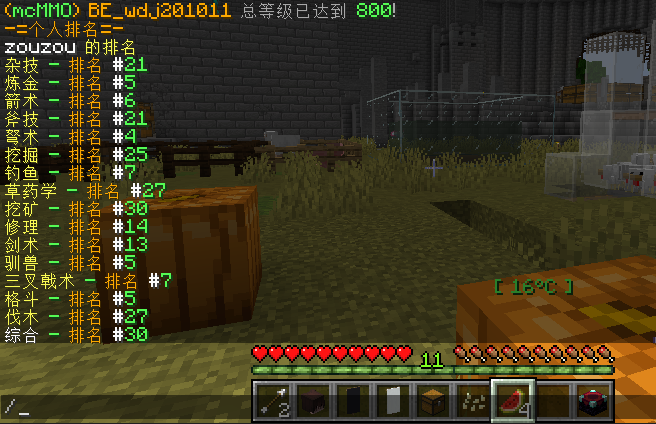 (mcMMO) BE_wdj201011 总等级已达到 800!
-=个人排名=-
zouzou 的排名
杂技 - 排名 #21
炼金 - 排名 #5
箭术 - 排名 #6
斧技 - 排名 #21
弩术 - 排名 #4
挖掘 - 排名 #25
钓鱼 - 排名 #7
草药学 - 排名 #27
挖矿 - 排名 #30
修理 - 排名 #14
剑术 - 排名 #13
驯兽 - 排名 #5
三叉戟术 - 排名 #7
格斗 - 排名 #5
伐木 - 排名 #27
综合 - 排名 #30
[ 16°C ]
11
2
4
/_